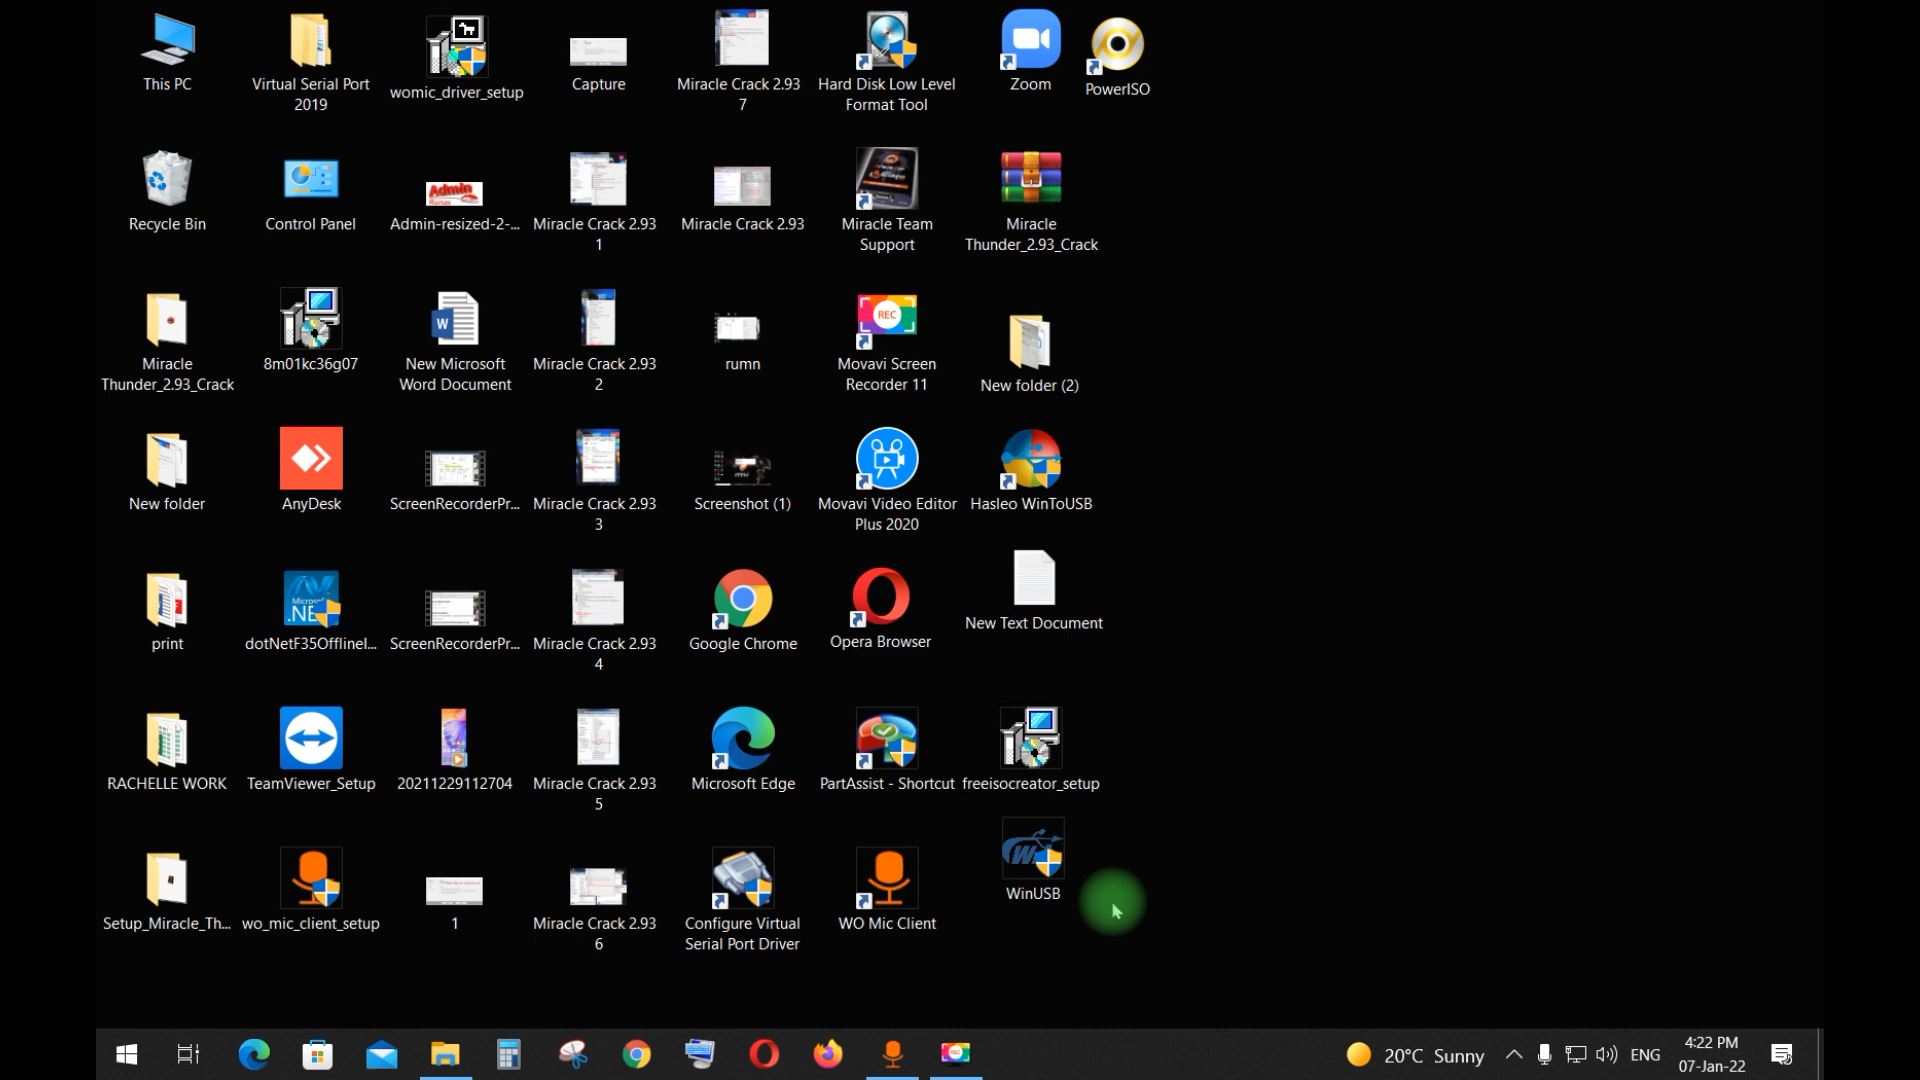 This PC
Virtual Serial Port
2019
womic_driver_setup
Capture
Miracle Crack 2.93
7
Hard Disk Low Level
Format Tool
Zoom
PowerISO
Recycle Bin
Control Panel
Admin
Admin-resized-2-...
Miracle Crack 2.93
1
Miracle Crack 2.93
Miracle Team
Support
Miracle
Thunder_2.93_Crack
Miracle
Thunder_2.93_Crack
8m01kc36g07
W
New Microsoft
Word Document
Miracle Crack 2.93
2
rumn
REC
Movavi Screen
Recorder 11
New folder (2)
New folder
AnyDesk
ScreenRecorderPr...
Miracle Crack 2.93
3
Screenshot (1)
Movavi Video Editor
Plus 2020
Hasleo WinToUSB
print
dotNetF35OfflineI...
ScreenRecorderPr...
Miracle Crack 2.93
4
Google Chrome
Opera Browser
New Text Document
RACHELLE WORK
TeamViewer_Setup
20211229112704
Miracle Crack 2.93
5
Microsoft Edge
PartAssist - Shortcut
freeisocreator_setup
Setup_Miracle_Th...
wo_mic_client_setup
1
Miracle Crack 2.93
6
Configure Virtual
Serial Port Driver
WO Mic Client
WinUSB
20°C Sunny
ENG
4:22 PM
07-Jan-22